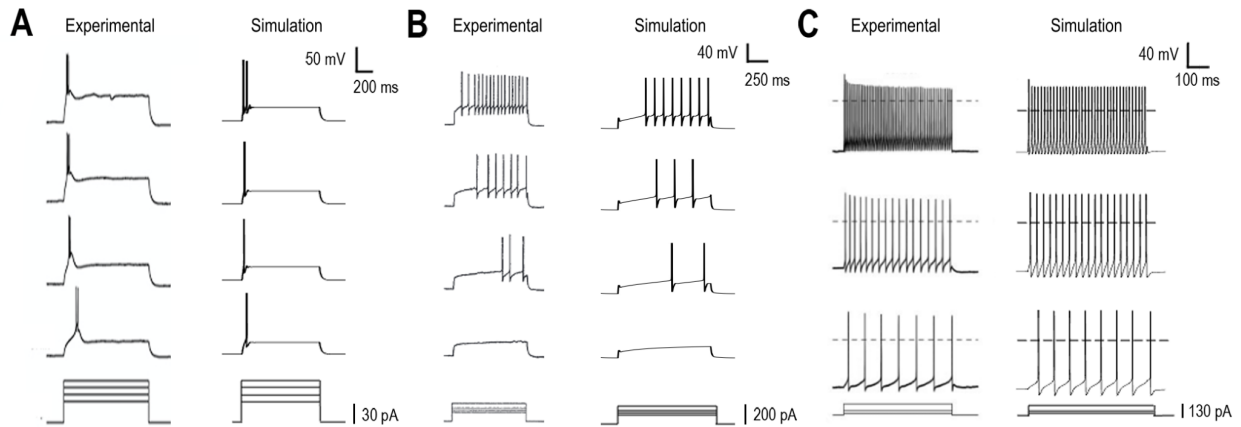 A
Experimental
Simulation
50 mV
200 ms
30 pA
B
Experimental
Simulation
40 mV
250 ms
200 pA
C
Experimental
Simulation
40 mV
100 ms
130 pA